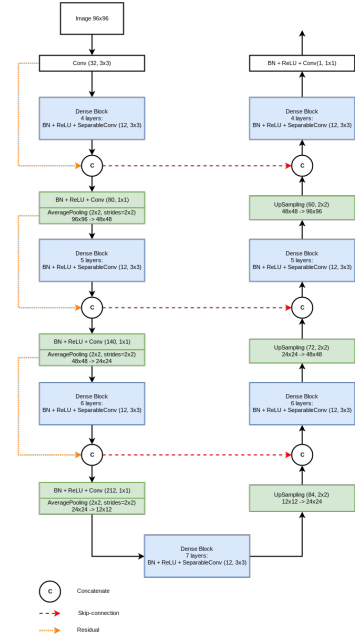 Image 96x96
Conv (32, 3x3)
Dense Block
4 layers:
BN + ReLU + SeparableConv (12, 3x3)
C
BN + ReLU + Conv (80, 1x1)
AveragePooling (2x2, strides=2x2)
96x96 -> 48x48
Dense Block
5 layers:
BN + ReLU + SeparableConv (12, 3x3)
C
BN + ReLU + Conv (140, 1x1)
AveragePooling (2x2, strides=2x2)
48x48 -> 24x24
Dense Block
6 layers:
BN + ReLU + SeparableConv (12, 3x3)
C
BN + ReLU + Conv (212, 1x1)
AveragePooling (2x2, strides=2x2)
24x24 -> 12x12
Dense Block
7 layers:
BN + ReLU + SeparableConv (12, 3x3)
BN + ReLU + Conv(1, 1x1)
Dense Block
4 layers:
BN + ReLU + SeparableConv (12, 3x3)
C
UpSampling (60, 2x2)
48x48 -> 96x96
Dense Block
5 layers:
BN + ReLU + SeparableConv (12, 3x3)
C
UpSampling (72, 2x2)
24x24 -> 48x48
Dense Block
6 layers:
BN + ReLU + SeparableConv (12, 3x3)
C
UpSampling (84, 2x2)
12x12 -> 24x24
C
Concatenate
Skip-connection
Residual